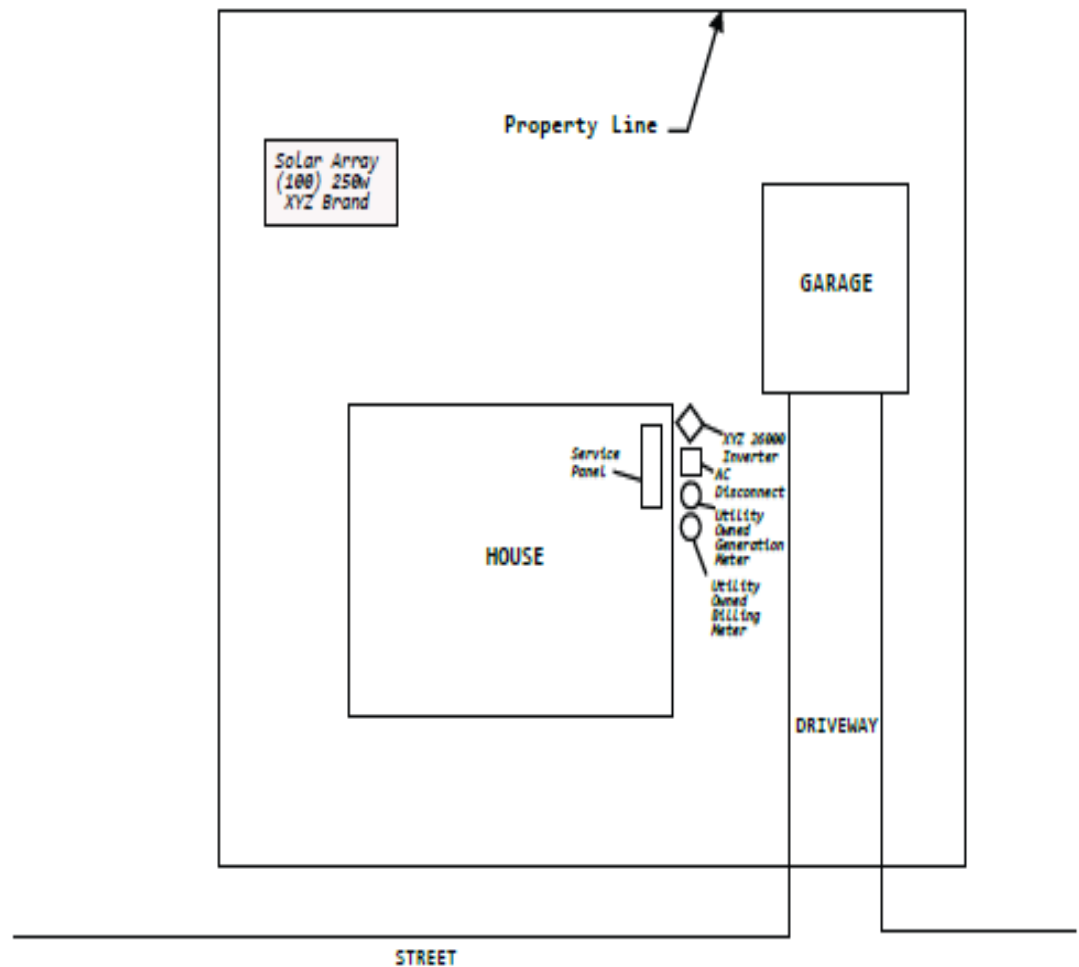 Property Line
Solar Array
(100) 250w
XYZ Brand
GARAGE
Service
Panel
XYZ 26000
Inverter
AC
Disconnect
Utility
Owned
Generation
Meter
HOUSE
Utility
Owned
Billing
Meter
DRIVEWAY
STREET